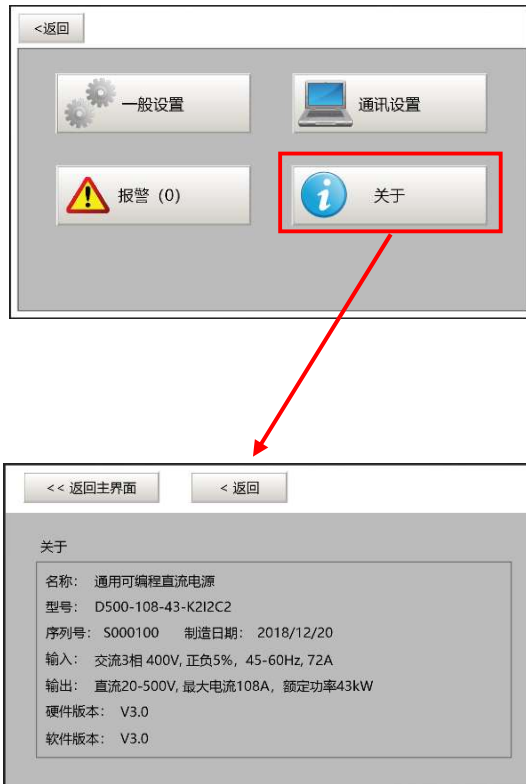 <返回
一般设置
通讯设置
报警 (0)
关于
<< 返回主界面
< 返回
关于
名称： 通用可编程直流电源
型号： D500-108-43-K2I2C2
序列号： S000100 制造日期： 2018/12/20
输入： 交流3相 400V, 正负5%，45-60Hz, 72A
输出： 直流20-500V, 最大电流108A，额定功率43kW
硬件版本： V3.0
软件版本： V3.0